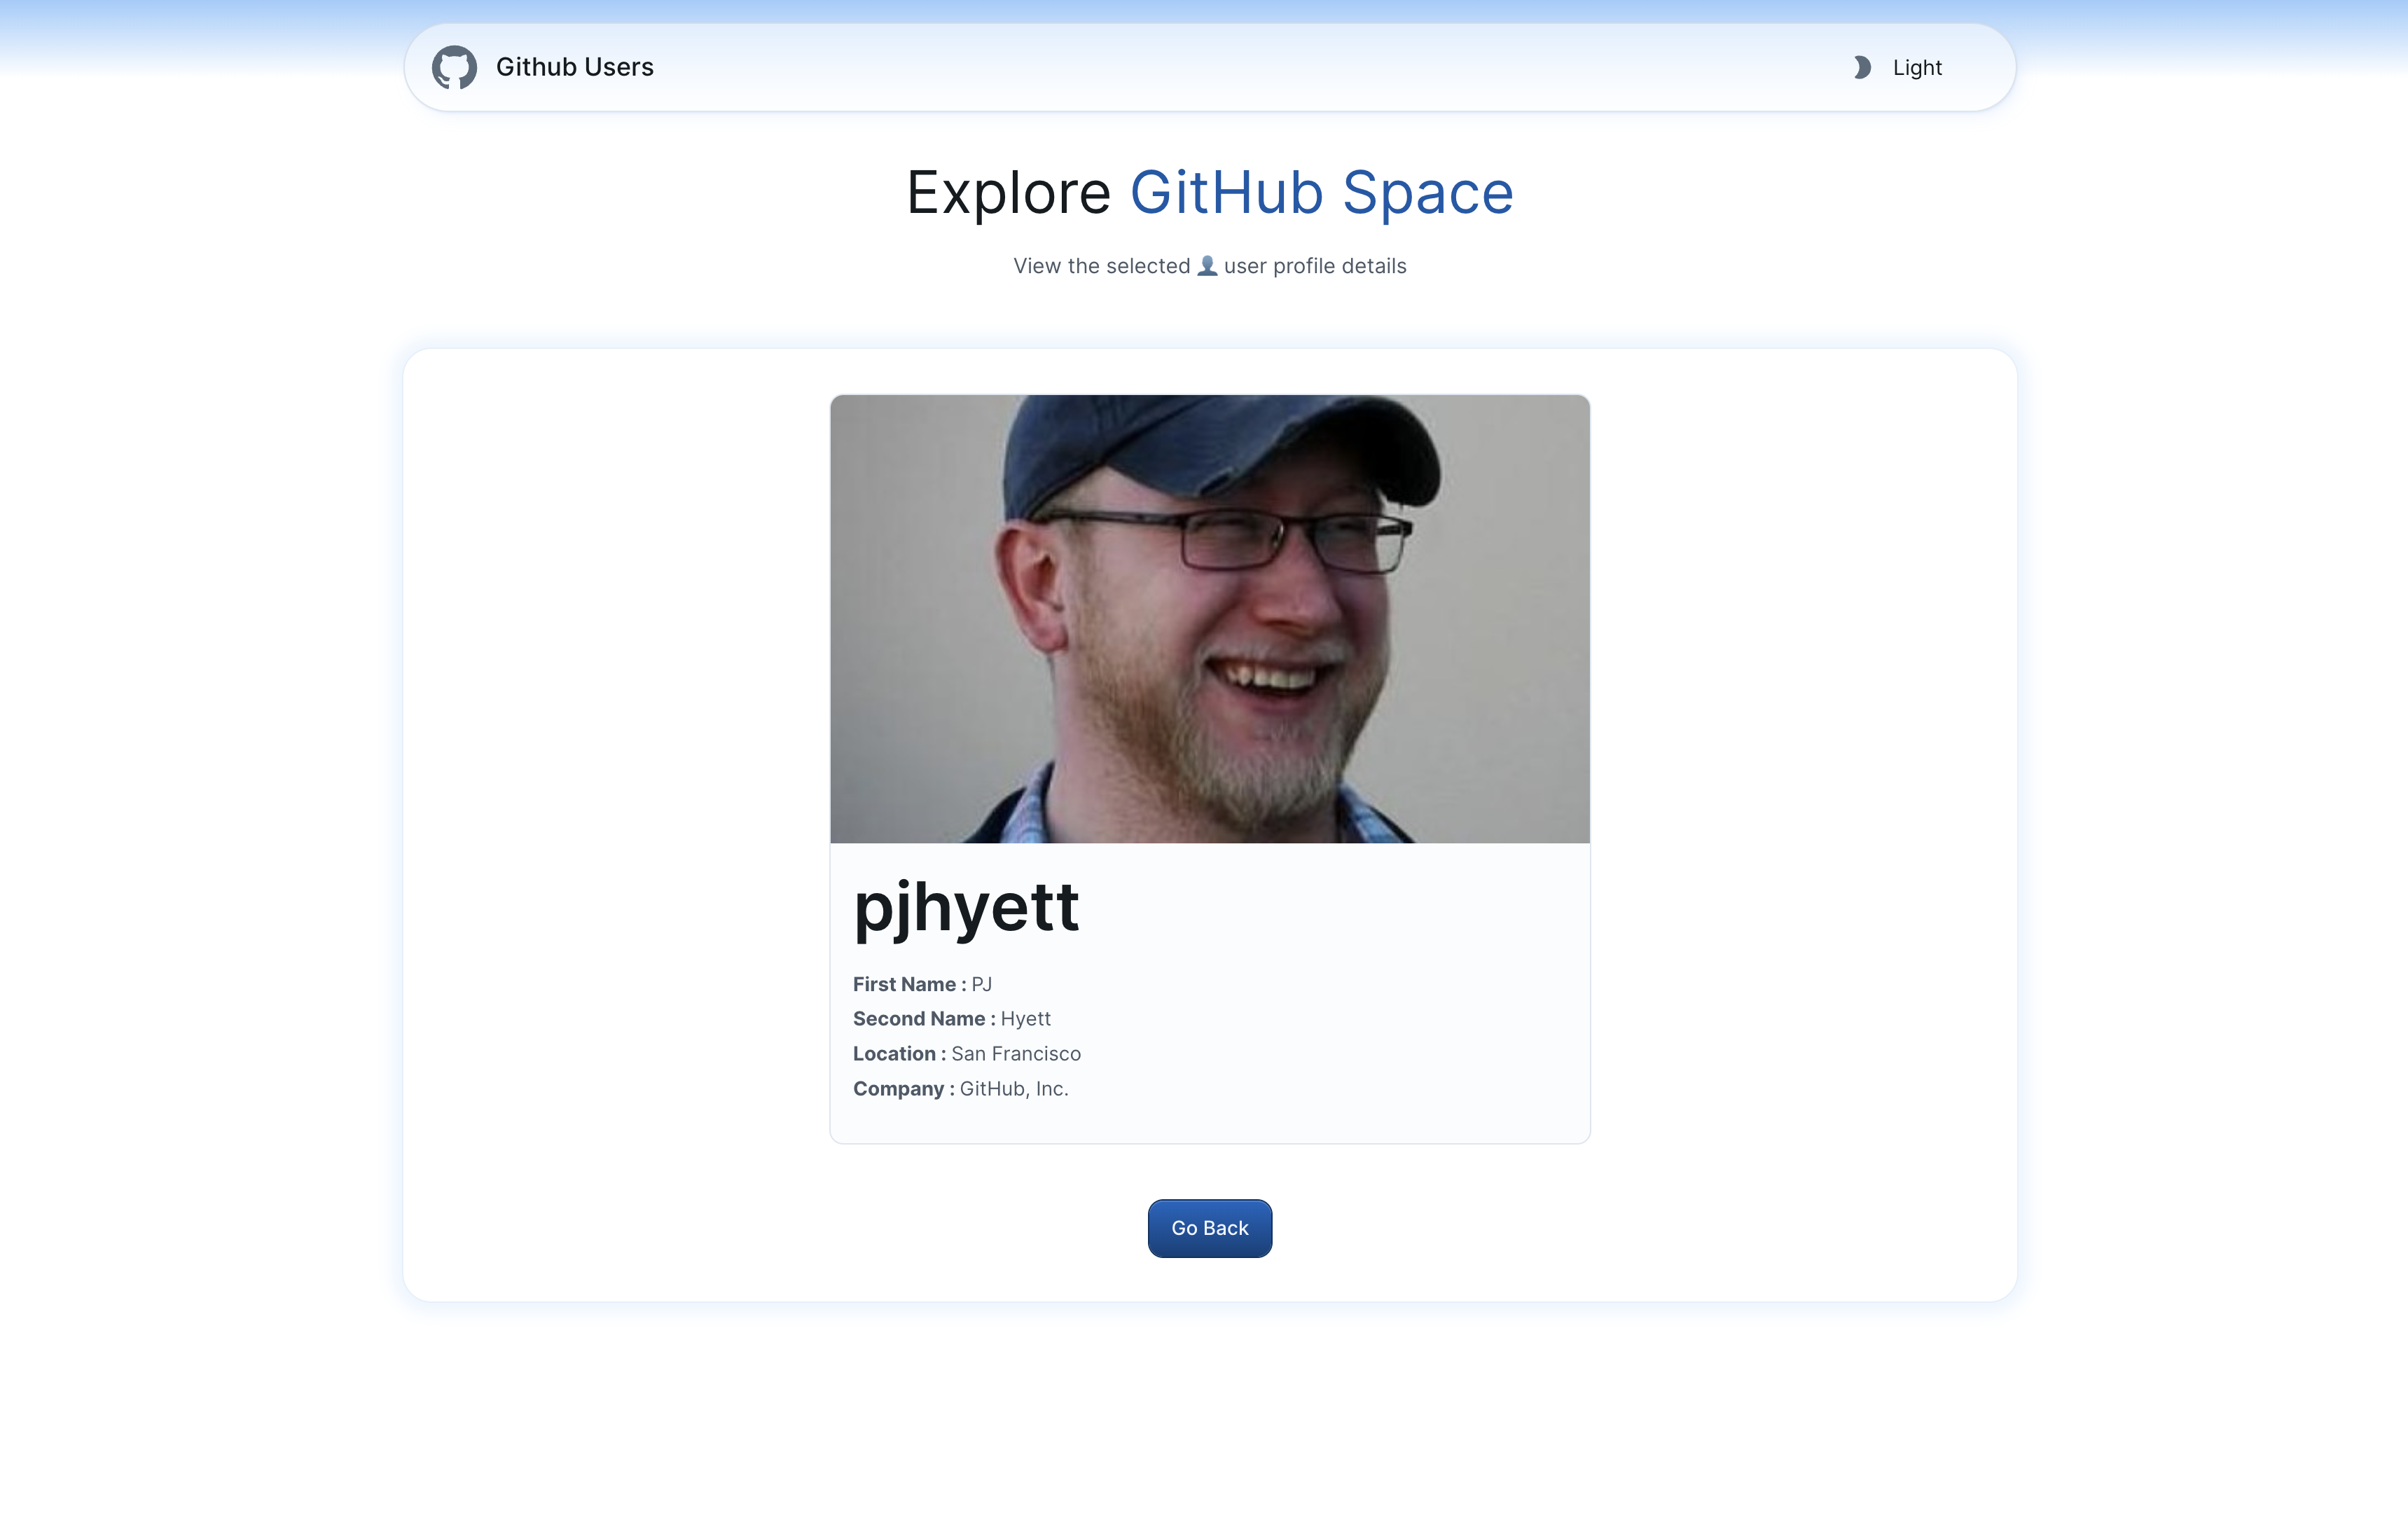 Github Users
Light
Explore GitHub Space
View the selected 👤 user profile details
pjhyett
First Name : PJ
Second Name : Hyett
Location : San Francisco
Company : GitHub, Inc.
Go Back